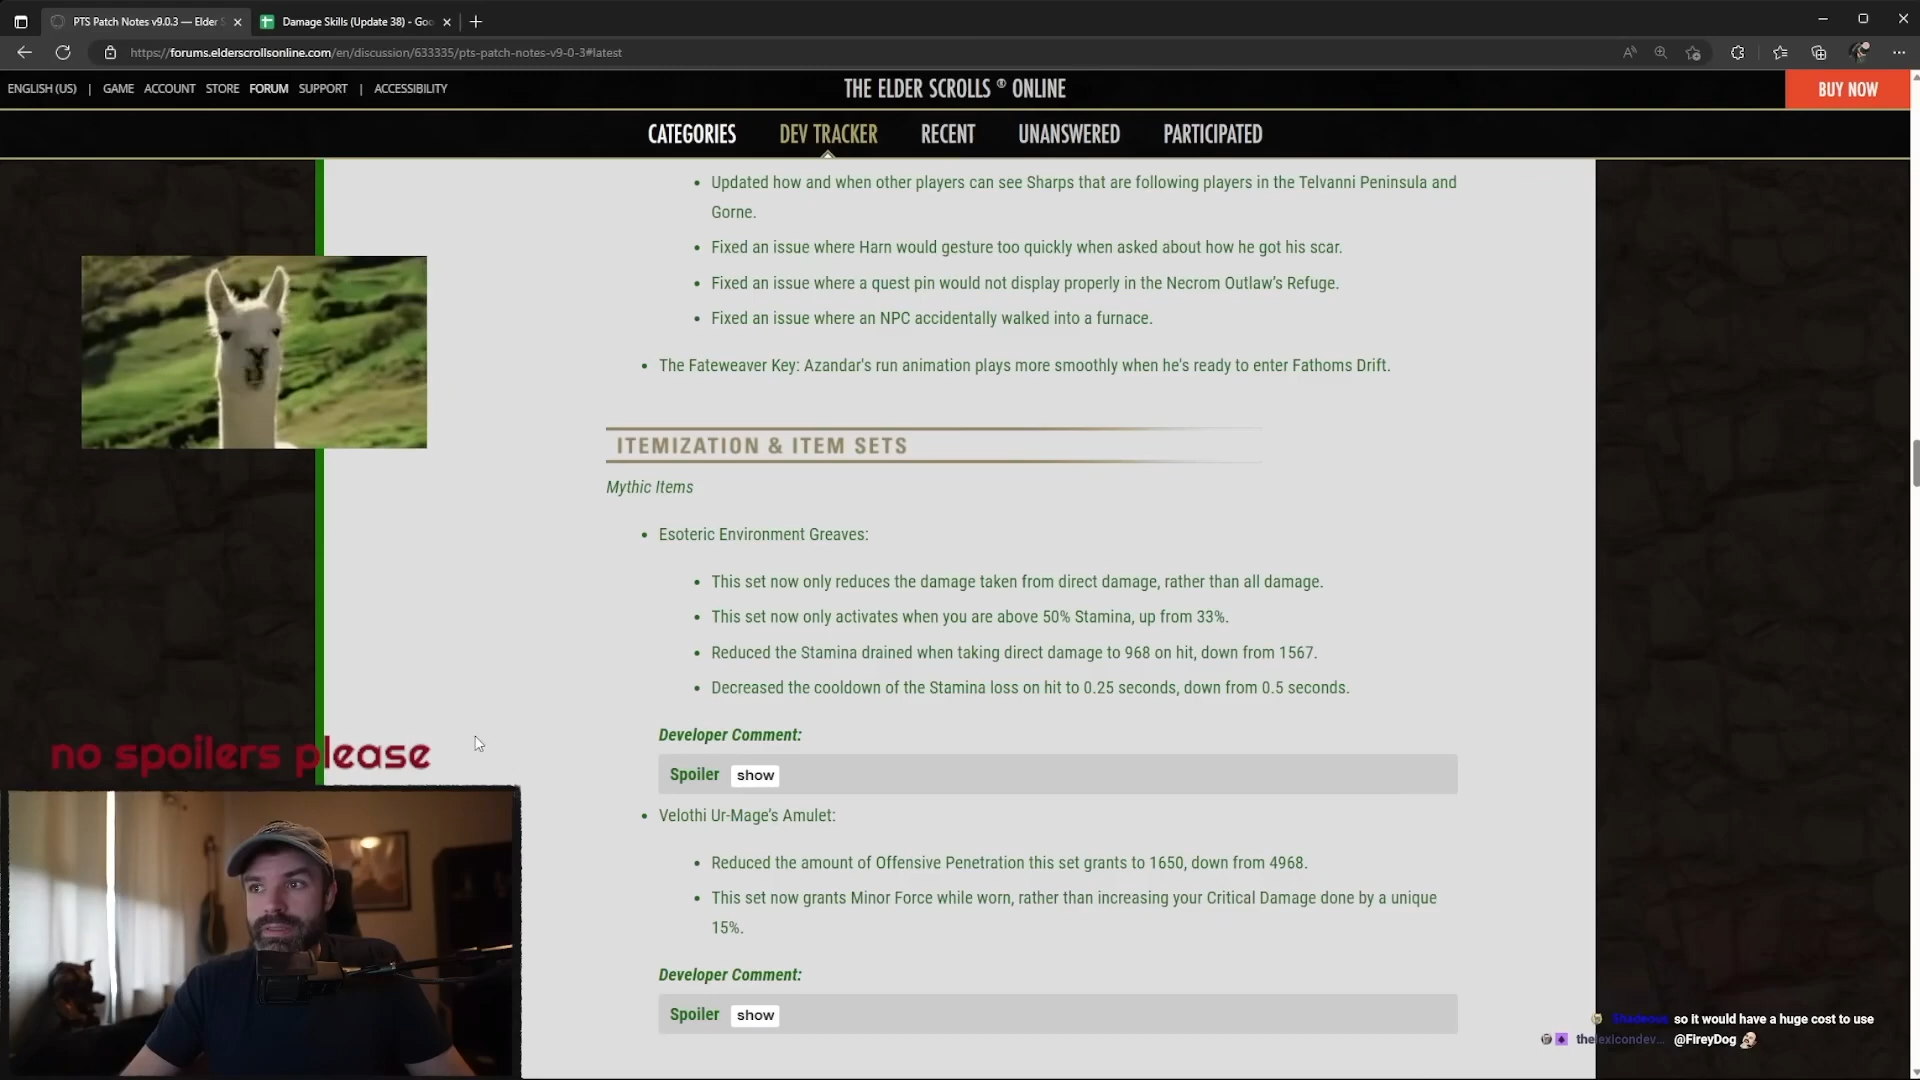 PTS Patch Notes v9.0.3 — Elder S
Damage Skills (Update 38) - Goo
https://forums.elderscrollsonline.com/en/discussion/633335/pts-patch-notes-v9-0-3#latest
ENGLISH (US) | GAME ACCOUNT STORE FORUM SUPPORT | ACCESSIBILITY
THE ELDER SCROLLS ® ONLINE
BUY NOW
CATEGORIES DEV TRACKER RECENT UNANSWERED PARTICIPATED
• Updated how and when other players can see Sharps that are following players in the Telvanni Peninsula and
Gorne.
• Fixed an issue where Harn would gesture too quickly when asked about how he got his scar.
• Fixed an issue where a quest pin would not display properly in the Necrom Outlaw's Refuge.
• Fixed an issue where an NPC accidentally walked into a furnace.
• The Fateweaver Key: Azandar's run animation plays more smoothly when he's ready to enter Fathoms Drift.
ITEMIZATION & ITEM SETS
Mythic Items
• Esoteric Environment Greaves:
• This set now only reduces the damage taken from direct damage, rather than all damage.
• This set now only activates when you are above 50% Stamina, up from 33%.
• Reduced the Stamina drained when taking direct damage to 968 on hit, down from 1567.
• Decreased the cooldown of the Stamina loss on hit to 0.25 seconds, down from 0.5 seconds.
Developer Comment:
Spoiler show
• Velothi Ur-Mage's Amulet:
• Reduced the amount of Offensive Penetration this set grants to 1650, down from 4968.
• This set now grants Minor Force while worn, rather than increasing your Critical Damage done by a unique
15%.
Developer Comment:
Spoiler show
no spoilers please
Shadeous so it would have a huge cost to use
thelexicondev... @FireyDog